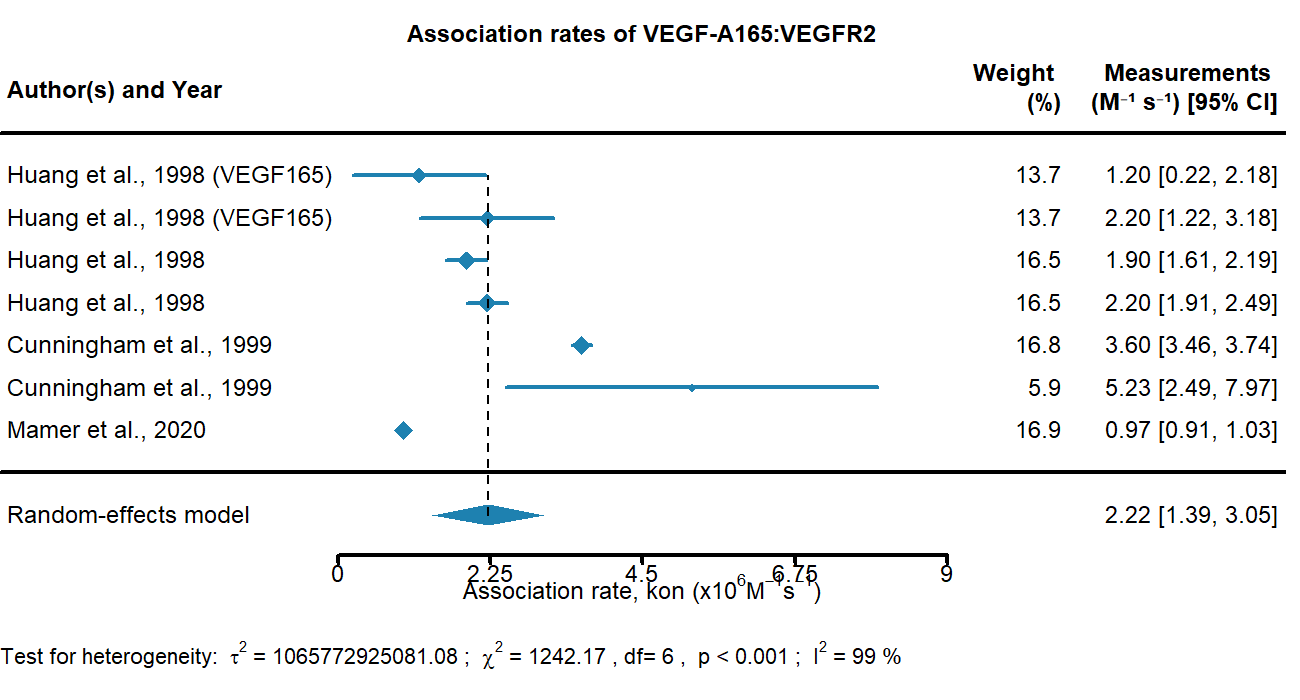 Association rates of VEGF-A165:VEGFR2
Author(s) and Year Weight (%) Measurements (M⁻¹ s⁻¹) [95% CI]
Huang et al., 1998 (VEGF165) 13.7 1.20 [0.22, 2.18]
Huang et al., 1998 (VEGF165) 13.7 2.20 [1.22, 3.18]
Huang et al., 1998 16.5 1.90 [1.61, 2.19]
Huang et al., 1998 16.5 2.20 [1.91, 2.49]
Cunningham et al., 1999 16.8 3.60 [3.46, 3.74]
Cunningham et al., 1999 5.9 5.23 [2.49, 7.97]
Mamer et al., 2020 16.9 0.97 [0.91, 1.03]
Random-effects model 2.22 [1.39, 3.05]
0 2.25 4.5 6.75 9
Association rate, kon (x10⁶M⁻¹s⁻¹)
Test for heterogeneity: τ² = 1065772925081.08 ; χ² = 1242.17 , df= 6 , p < 0.001 ; I² = 99 %